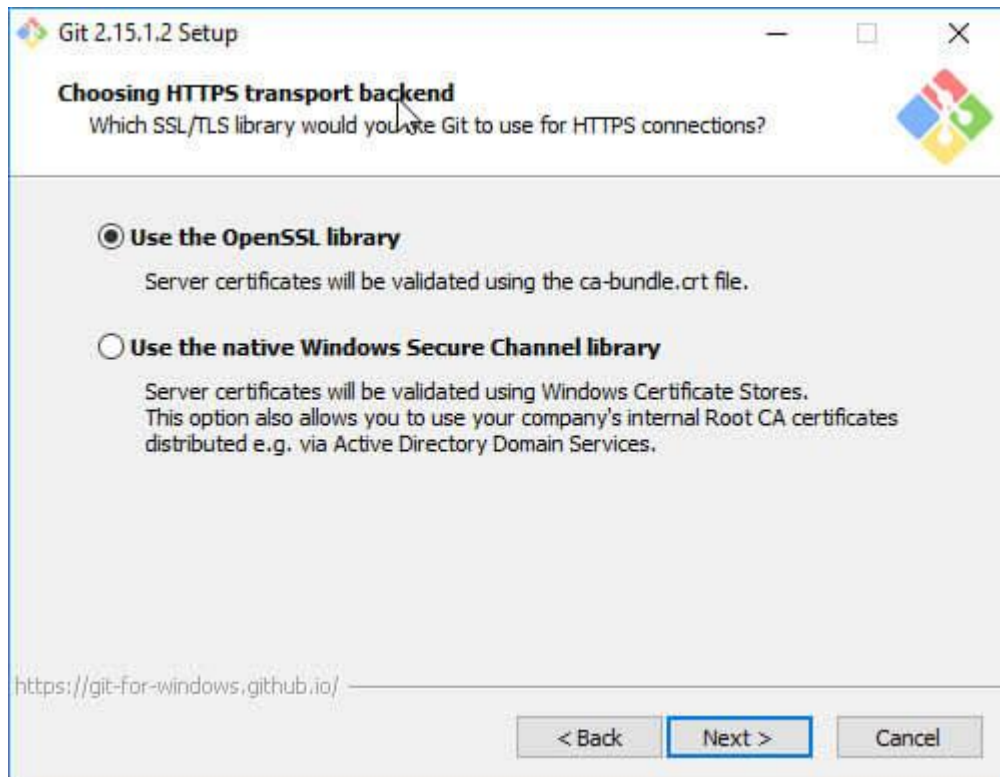 Git 2.15.1.2 Setup
Choosing HTTPS transport backend
Which SSL/TLS library would you like Git to use for HTTPS connections?
Use the OpenSSL library
Server certificates will be validated using the ca-bundle.crt file.
Use the native Windows Secure Channel library
Server certificates will be validated using Windows Certificate Stores.
This option also allows you to use your company's internal Root CA certificates
distributed e.g. via Active Directory Domain Services.
https://git-for-windows.github.io/
< Back
Next >
Cancel